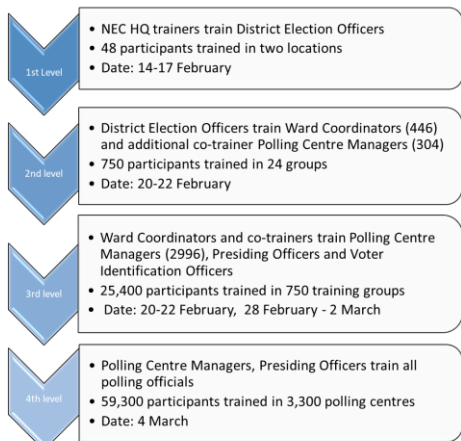 1st Level
• NEC HQ trainers train District Election Officers
• 48 participants trained in two locations
• Date: 14-17 February
2nd level
• District Election Officers train Ward Coordinators (446)
and additional co-trainer Polling Centre Managers (304)
• 750 participants trained in 24 groups
• Date: 20-22 February
3rd level
• Ward Coordinators and co-trainers train Polling Centre
Managers (2996), Presiding Officers and Voter
Identification Officers
• 25,400 participants trained in 750 training groups
• Date: 20-22 February, 28 February - 2 March
4th level
• Polling Centre Managers, Presiding Officers train all
polling officials
• 59,300 participants trained in 3,300 polling centres
• Date: 4 March